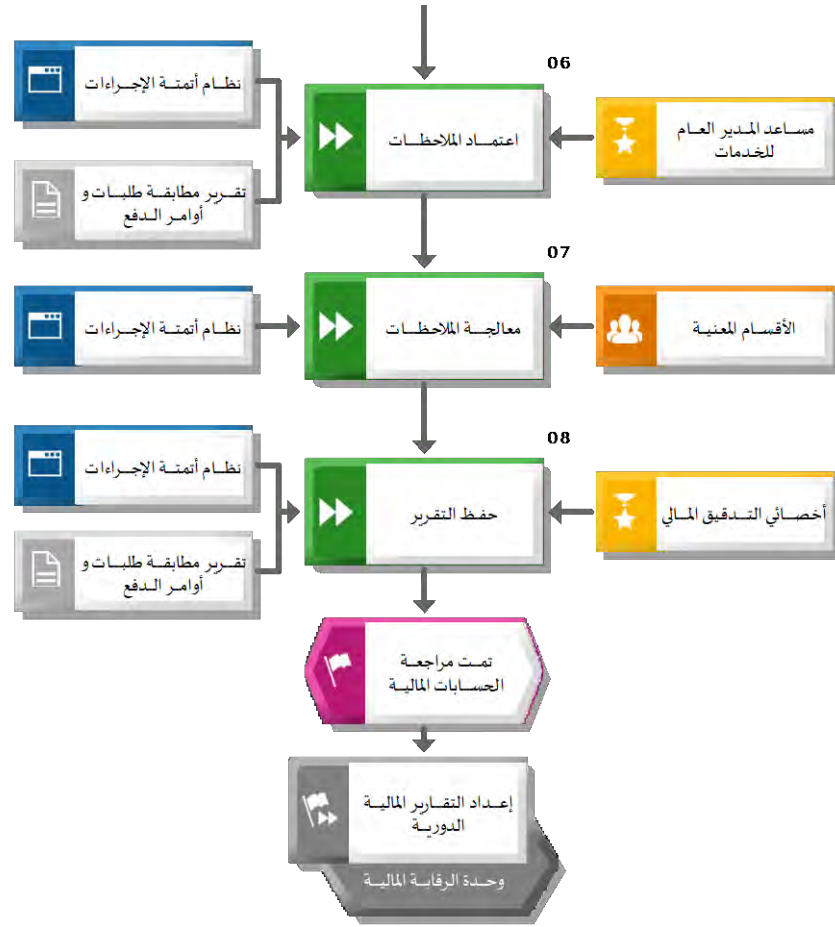 06
مساعد المدير العام
للخدمات
اعتماد الملاحظات
نظام أتمتة الإجراءات
تقرير مطابقة طلبات و
أوامر الدفع
07
الأقسام المعنية
معالجة الملاحظات
نظام أتمتة الإجراءات
08
أخصائي التدقيق المالي
حفظ التقرير
نظام أتمتة الإجراءات
تقرير مطابقة طلبات و
أوامر الدفع
تمت مراجعة
الحسابات المالية
إعداد التقارير المالية
الدورية
وحدة الرقابة المالية